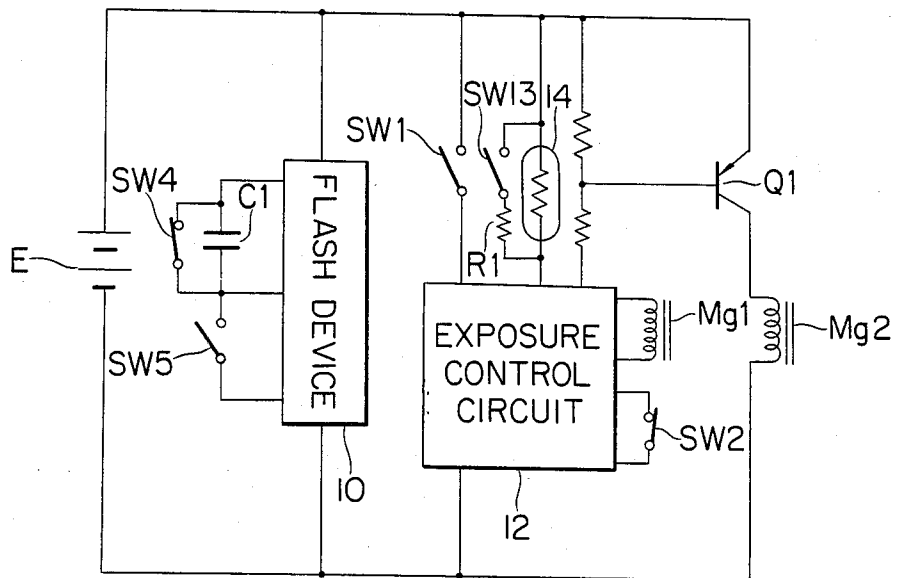 SW1
SW13
14
SW4
C1
Q1
E
FLASH DEVICE
R1
Mg1
Mg2
EXPOSURE
CONTROL
CIRCUIT
SW5
SW2
10
12